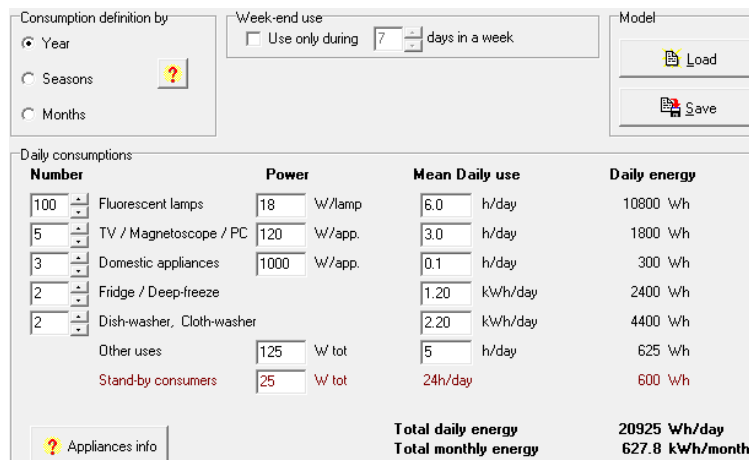 Consumption definition by
Year
Seasons
?
Months
Week-end use
Use only during 7 days in a week
Model
Load
Save
Daily consumptions
Number Power Mean Daily use Daily energy
100 Fluorescent lamps 18 W/lamp 6.0 h/day 10800 Wh
5 TV / Magnetoscope / PC 120 W/app. 3.0 h/day 1800 Wh
3 Domestic appliances 1000 W/app. 0.1 h/day 300 Wh
2 Fridge / Deep-freeze 1.20 kWh/day 2400 Wh
2 Dish-washer, Cloth-washer 2.20 kWh/day 4400 Wh
Other uses 125 W tot 5 h/day 625 Wh
Stand-by consumers 25 W tot 24h/day 600 Wh
? Appliances info
Total daily energy 20925 Wh/day
Total monthly energy 627.8 kWh/month